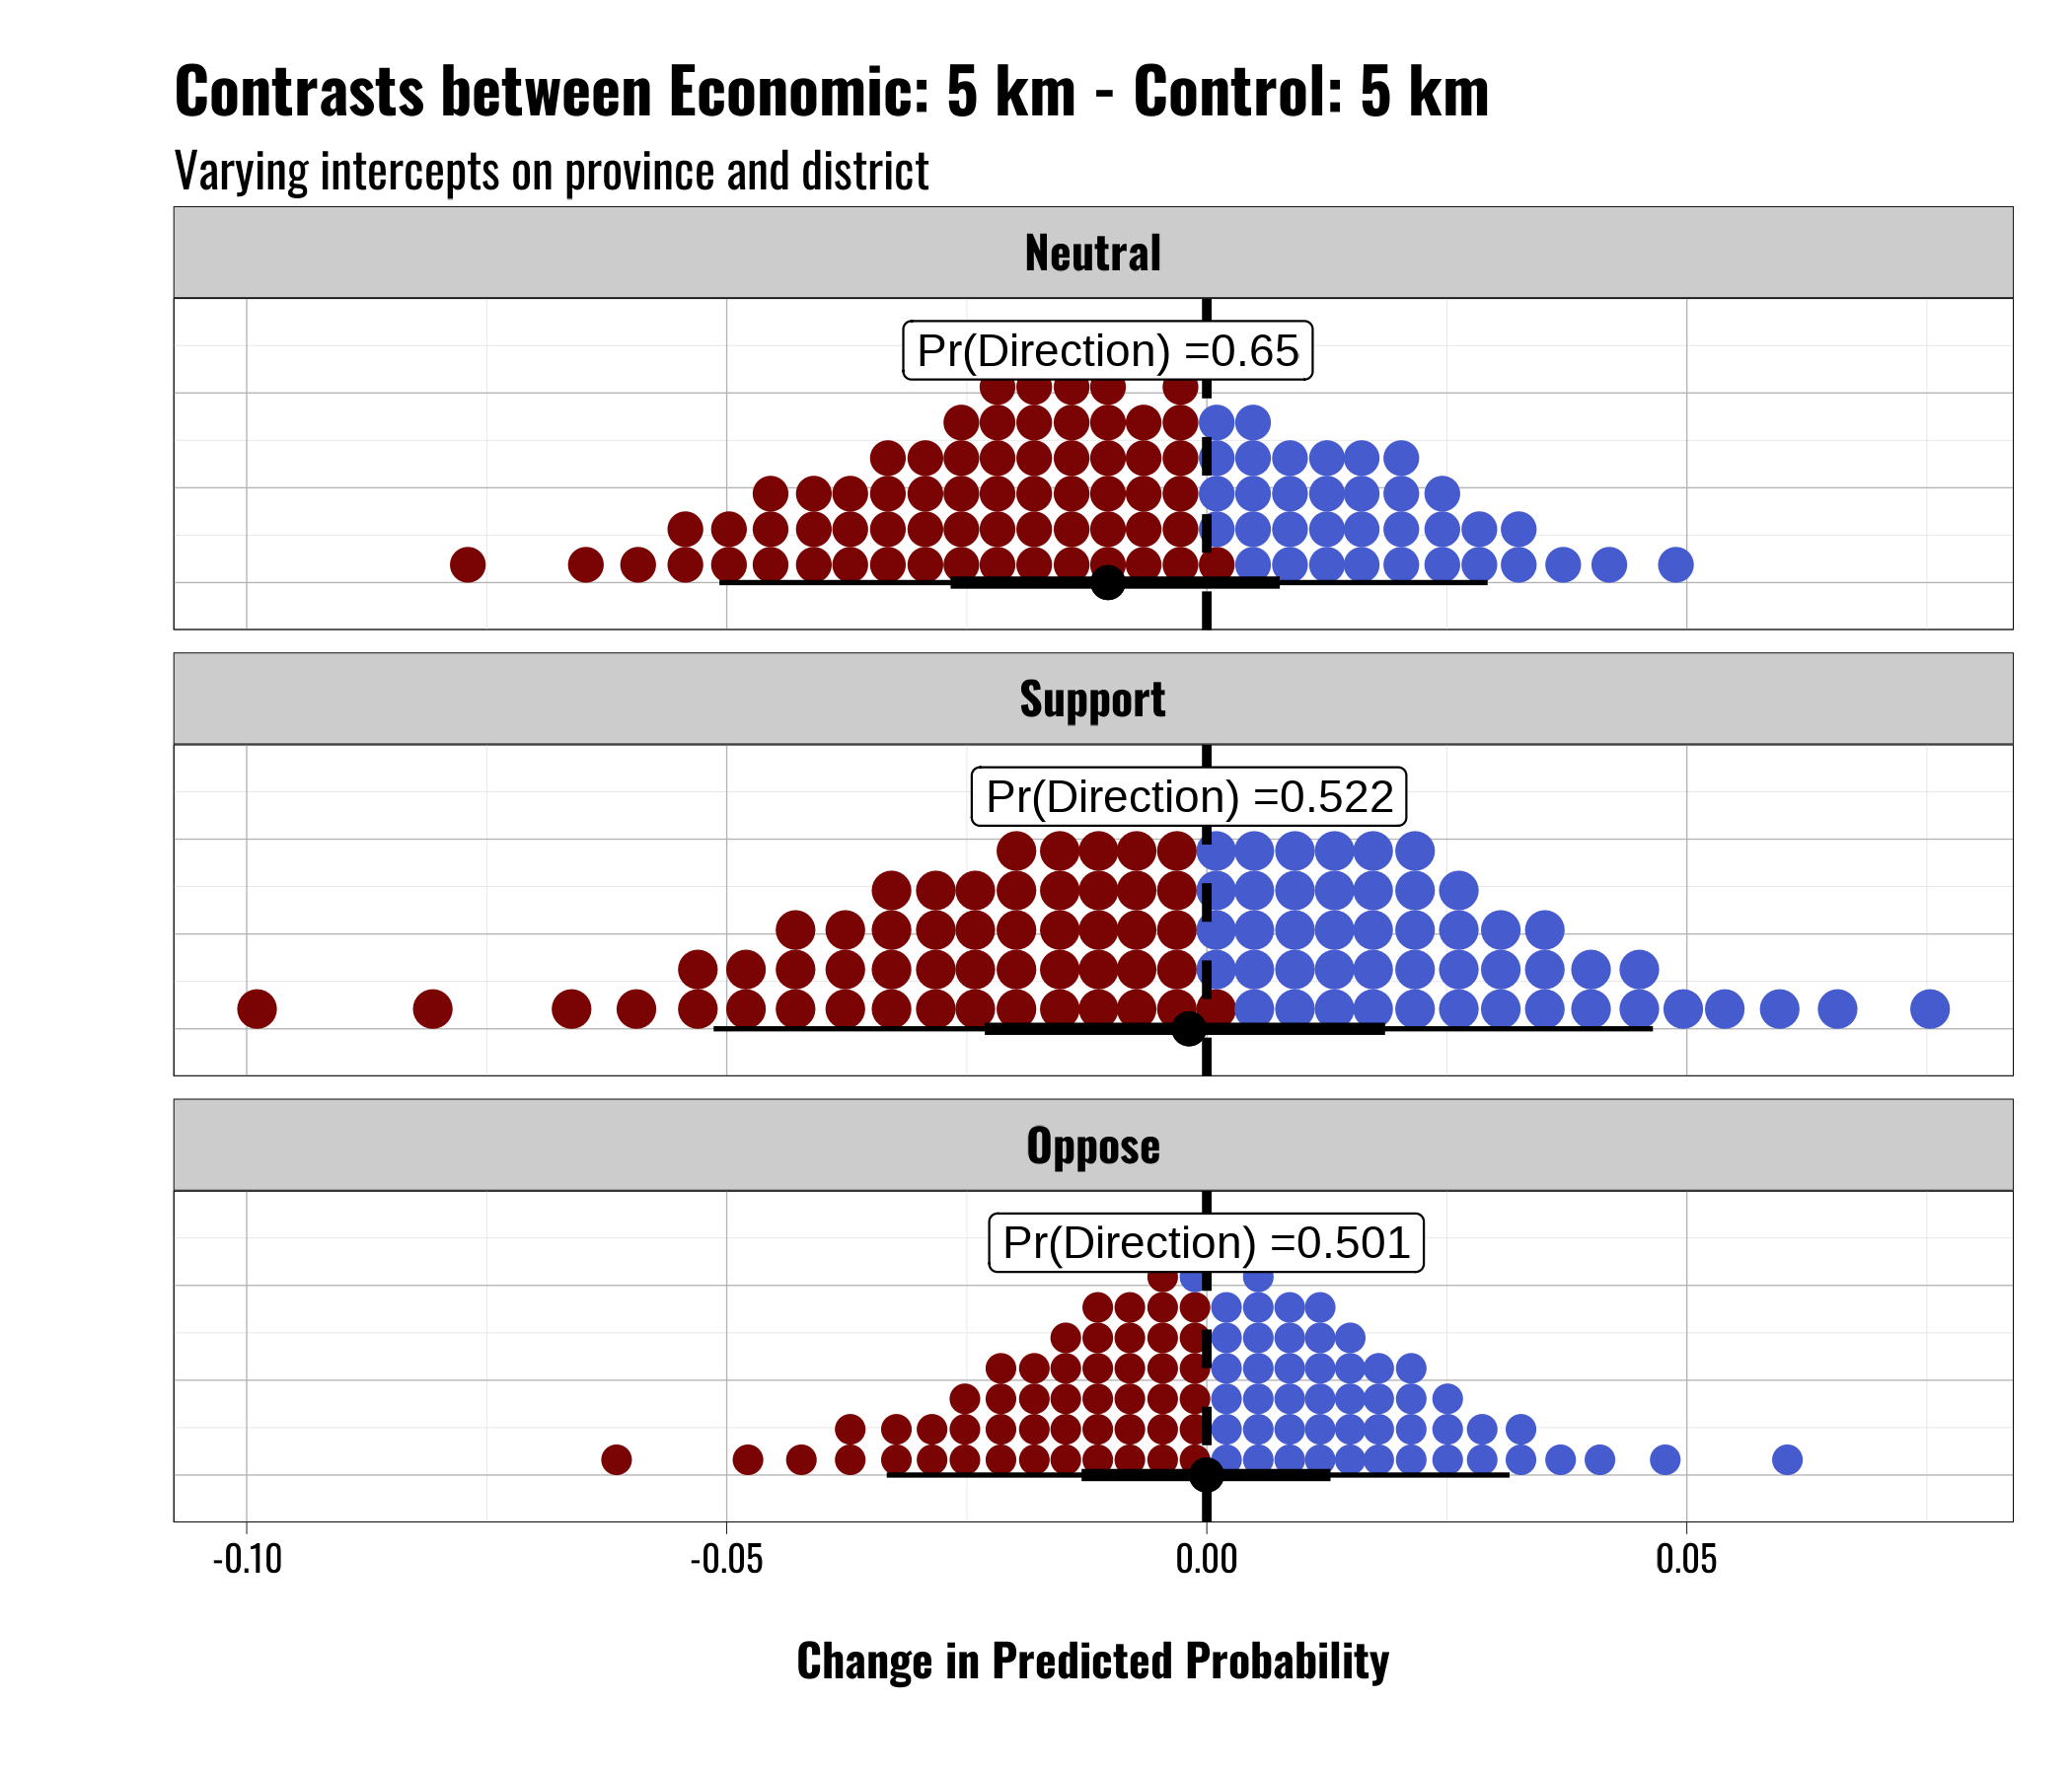 Contrasts between Economic: 5 km - Control: 5 km
Varying intercepts on province and district
Neutral
Pr(Direction) =0.65
Support
Pr(Direction) =0.522
Oppose
Pr(Direction) =0.501
-0.10 -0.05 0.00 0.05
Change in Predicted Probability